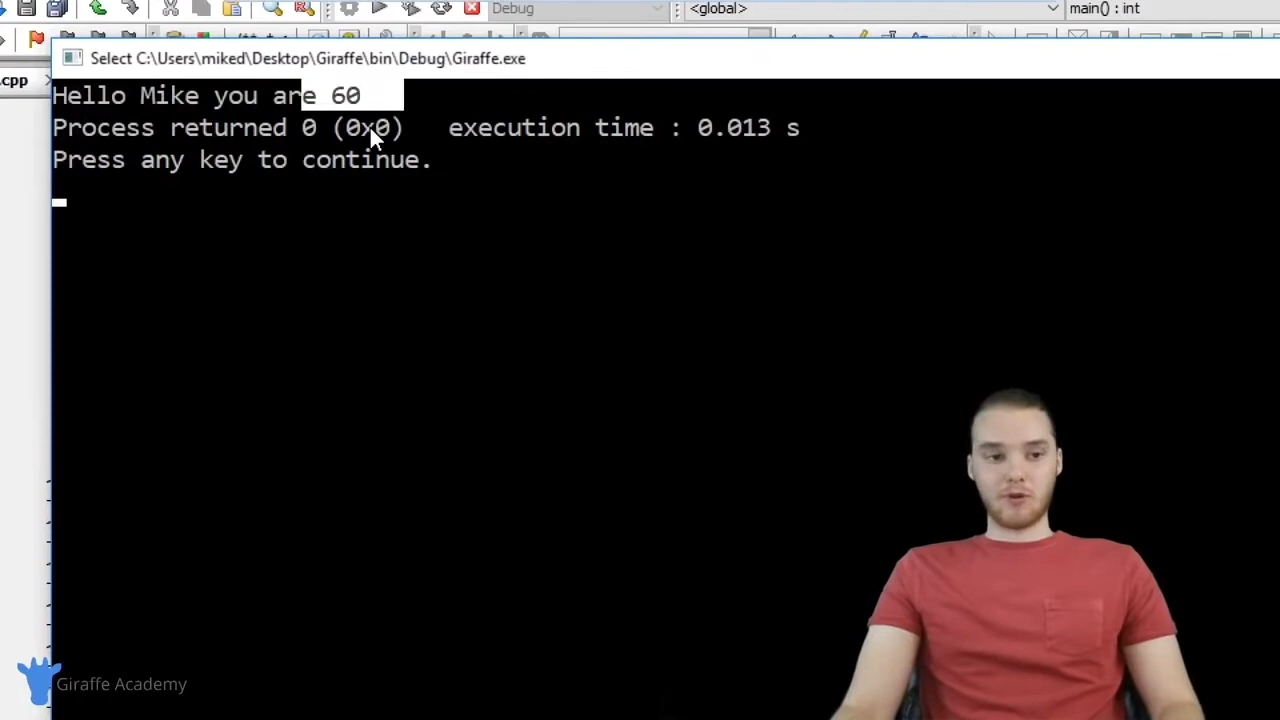 Debug
<global>
main() : int
.cpp
Select C:\Users\miked\Desktop\Giraffe\bin\Debug\Giraffe.exe
Hello Mike you are 60
Process returned 0 (0x0)   execution time : 0.013 s
Press any key to continue.
Giraffe Academy